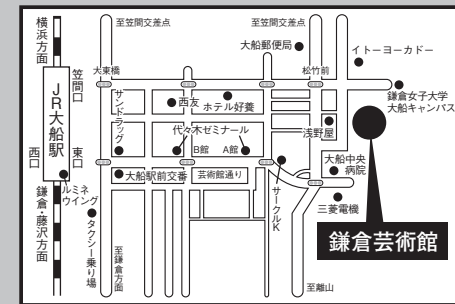 横浜方面
笠間口
JR大船駅
西口
東口
ルミネ
ウイング
鎌倉・藤沢方面
タクシー乗り場
至笠間交差点
大東橋
サンドラッグ
西友
ホテル好養
代々木ゼミナール
B館
A館
大船駅前交番
芸術館通り
至鎌倉方面
至笠間交差点
大船郵便局
松竹前
イトーヨーカドー
鎌倉女子大学
大船キャンパス
浅野屋
大船中央
病院
三菱電機
サークルK
至離山
鎌倉芸術館